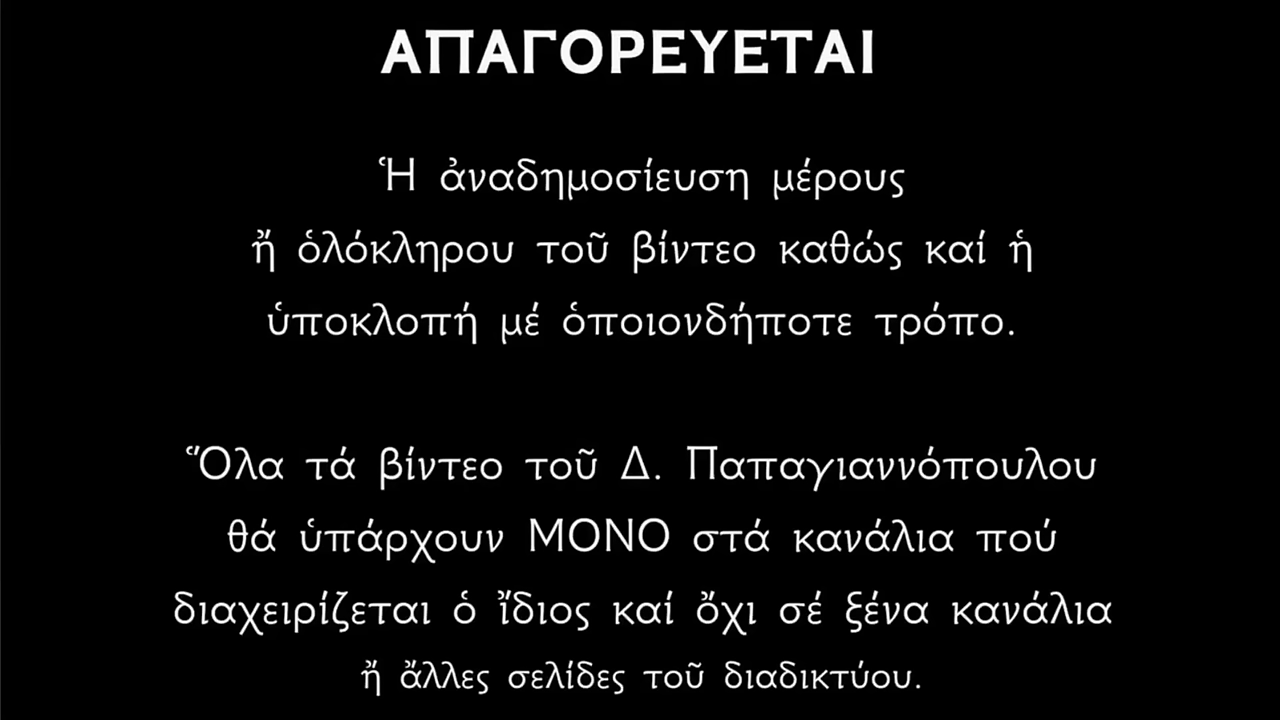 ΑΠΑΓΟΡΕΥΕΤΑΙ
Ἡ ἀναδημοσίευση μέρους
ἤ ὁλόκληρου τοῦ βίντεο καθώς καί ἡ
ὑποκλοπή μέ ὁποιονδήποτε τρόπο.
Ὅλα τά βίντεο τοῦ Δ. Παπαγιαννόπουλου
θά ὑπάρχουν ΜΟΝΟ στά κανάλια πού
διαχειρίζεται ὁ ἴδιος καί ὄχι σέ ξένα κανάλια
ἤ ἄλλες σελίδες τοῦ διαδικτύου.